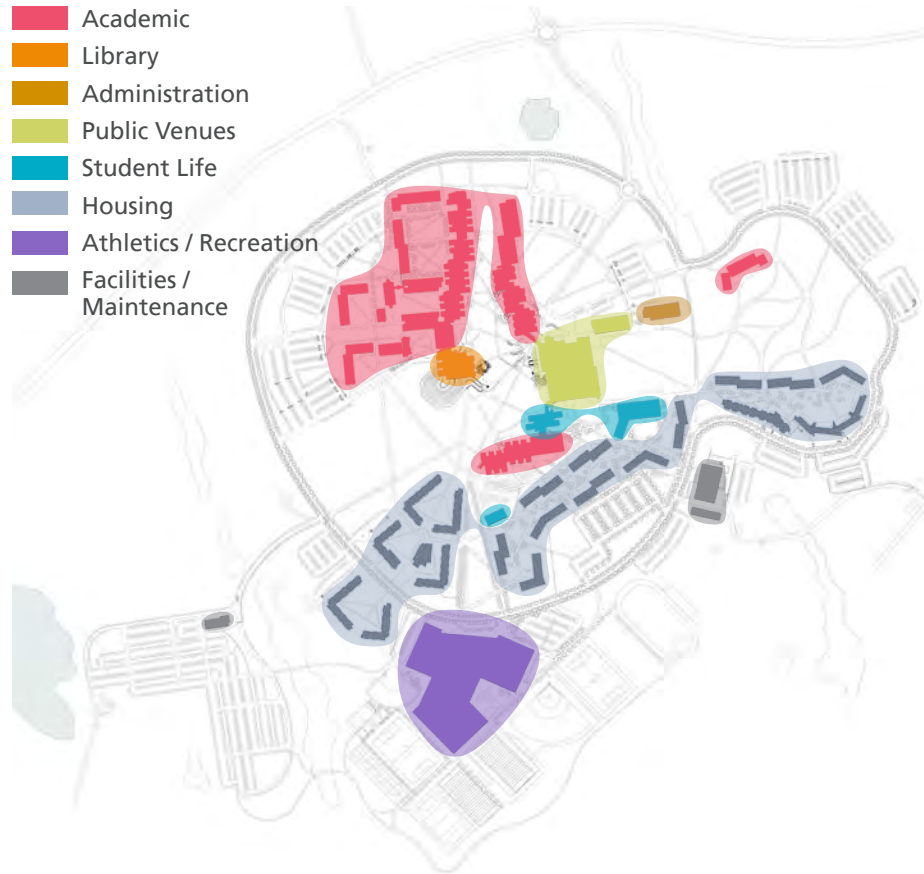 Academic
Library
Administration
Public Venues
Student Life
Housing
Athletics / Recreation
Facilities /
Maintenance